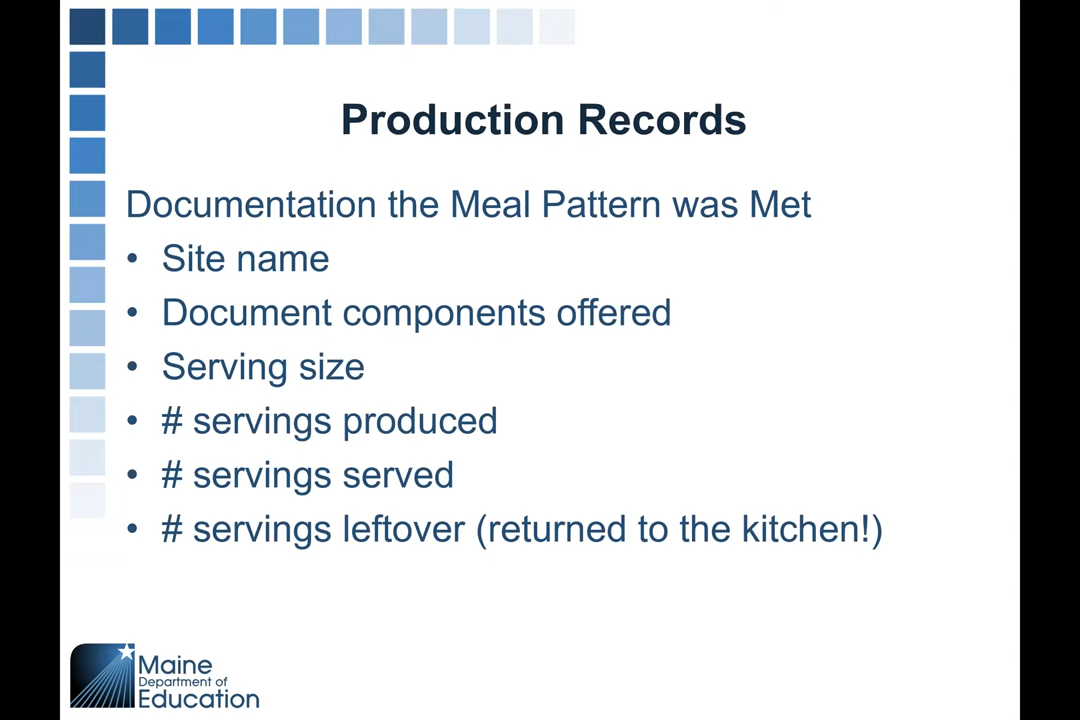 Production Records
Documentation the Meal Pattern was Met
• Site name
• Document components offered
• Serving size
• # servings produced
• # servings served
• # servings leftover (returned to the kitchen!)
Maine
Department of
Education